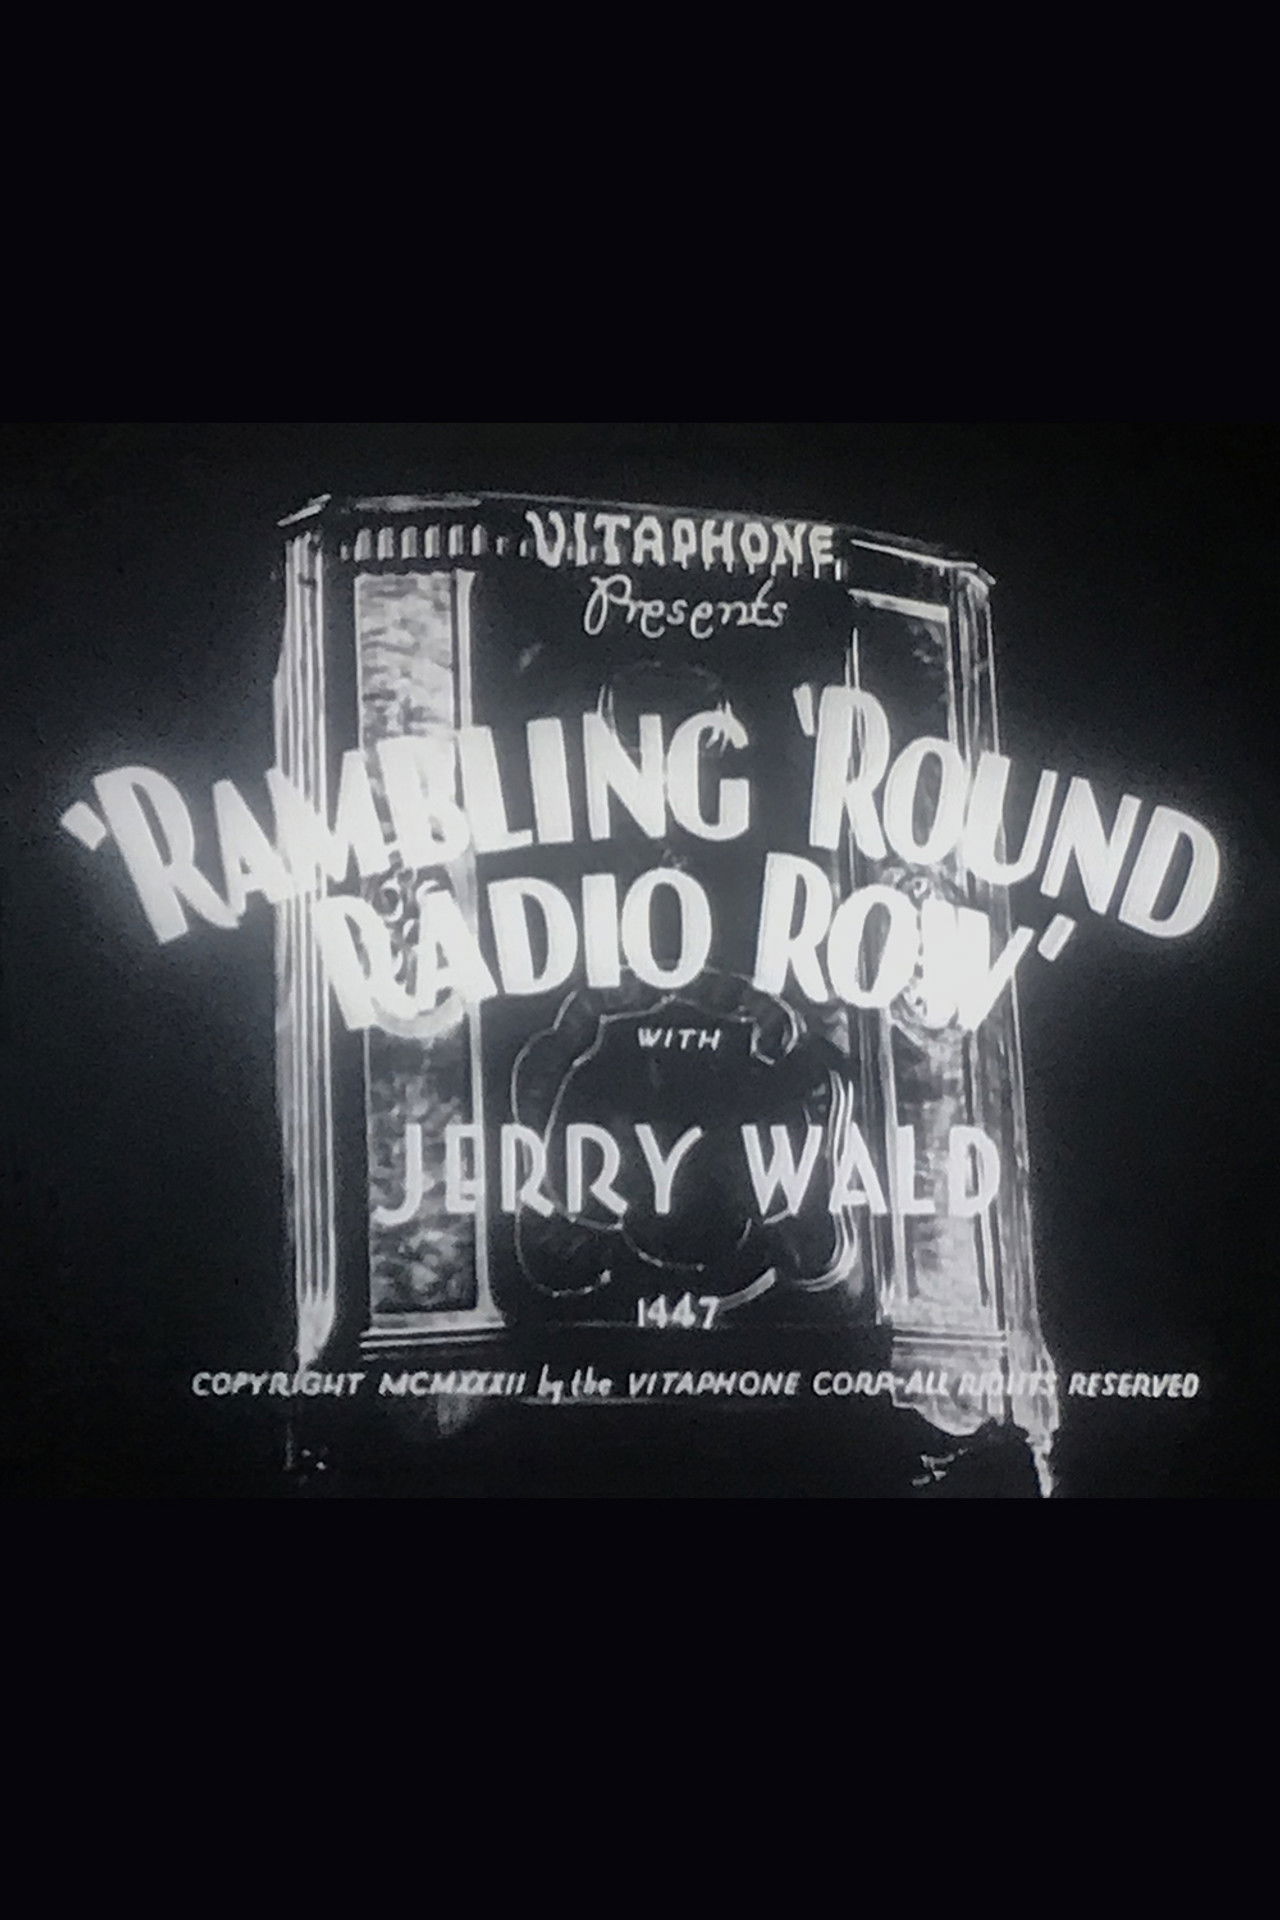 VITAPHONE
Presents
'RAMBLING 'ROUND
RADIO ROW'
WITH
JERRY WALD
1447
COPYRIGHT MCMXXXII by the VITAPHONE CORP-ALL RIGHTS RESERVED